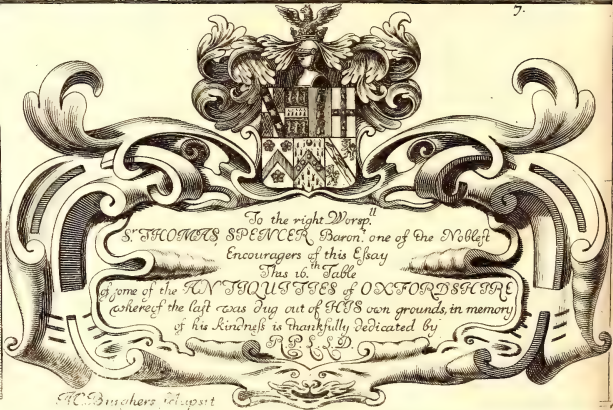 7.
To the right Worsp.ll
Sr. THOMAS SPENCER Baront, one of the Noblest
Encouragers of this Eſsay
This 16.th Table
of some of the ANTIQUITIES of OXFORDSHIRE
whereof the last was dug out of HIS own grounds, in memory
of his kindneſs is thankfully dedicated by
R.P.L.L.D.
M. Burghers sculpsit